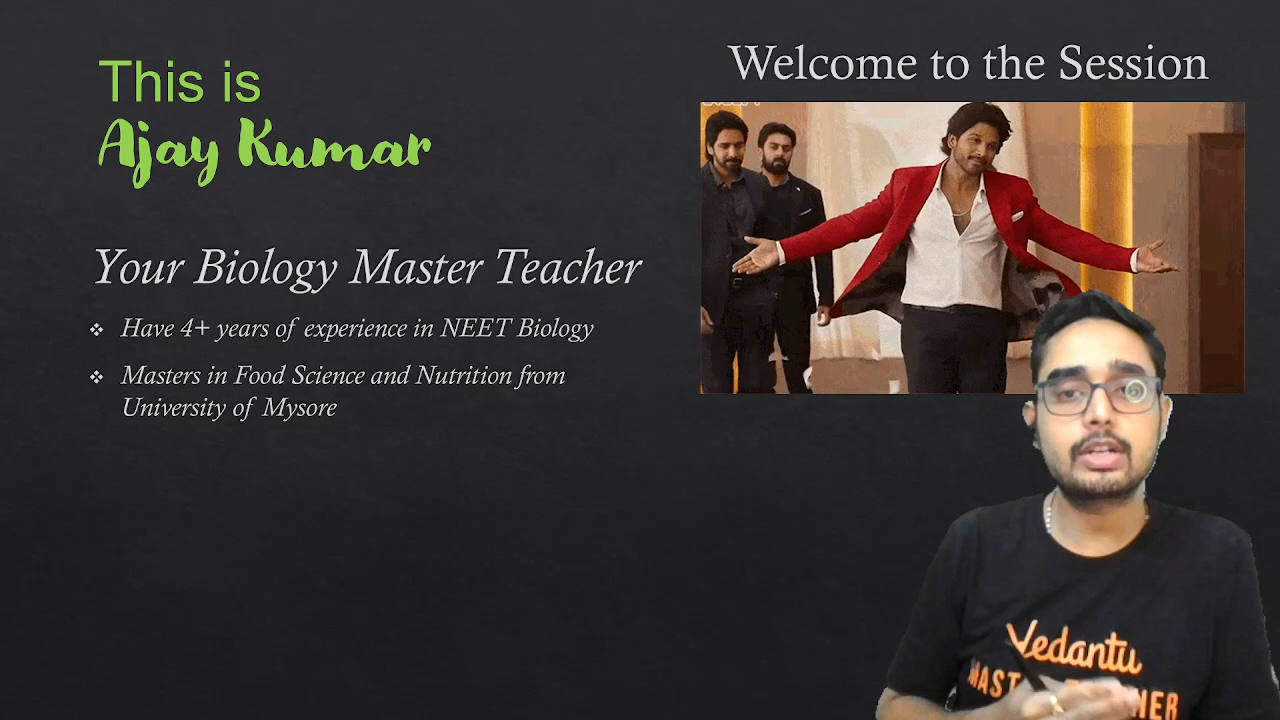 This is
Ajay Kumar
Your Biology Master Teacher
Have 4+ years of experience in NEET Biology
Masters in Food Science and Nutrition from
University of Mysore
Welcome to the Session
Vedantu